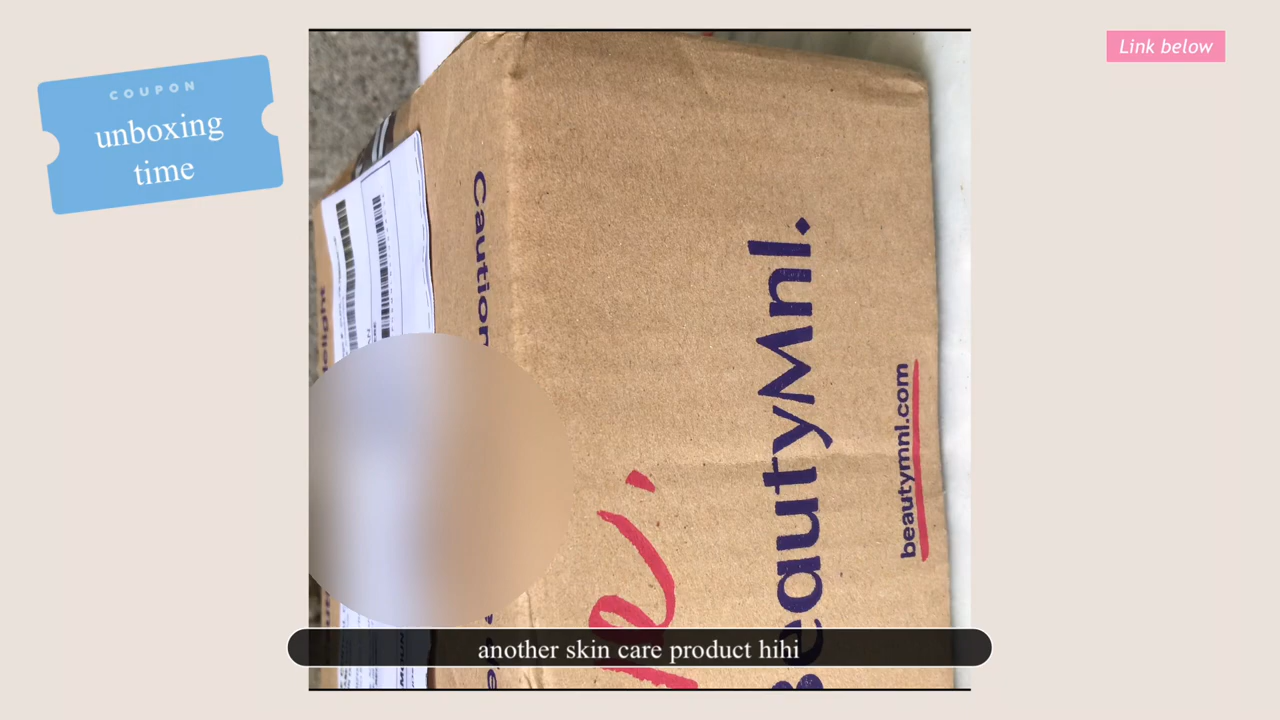 COUPON
unboxing
time
Link below
Caution
BeautyMnl.
beautymnl.com
another skin care product hihi